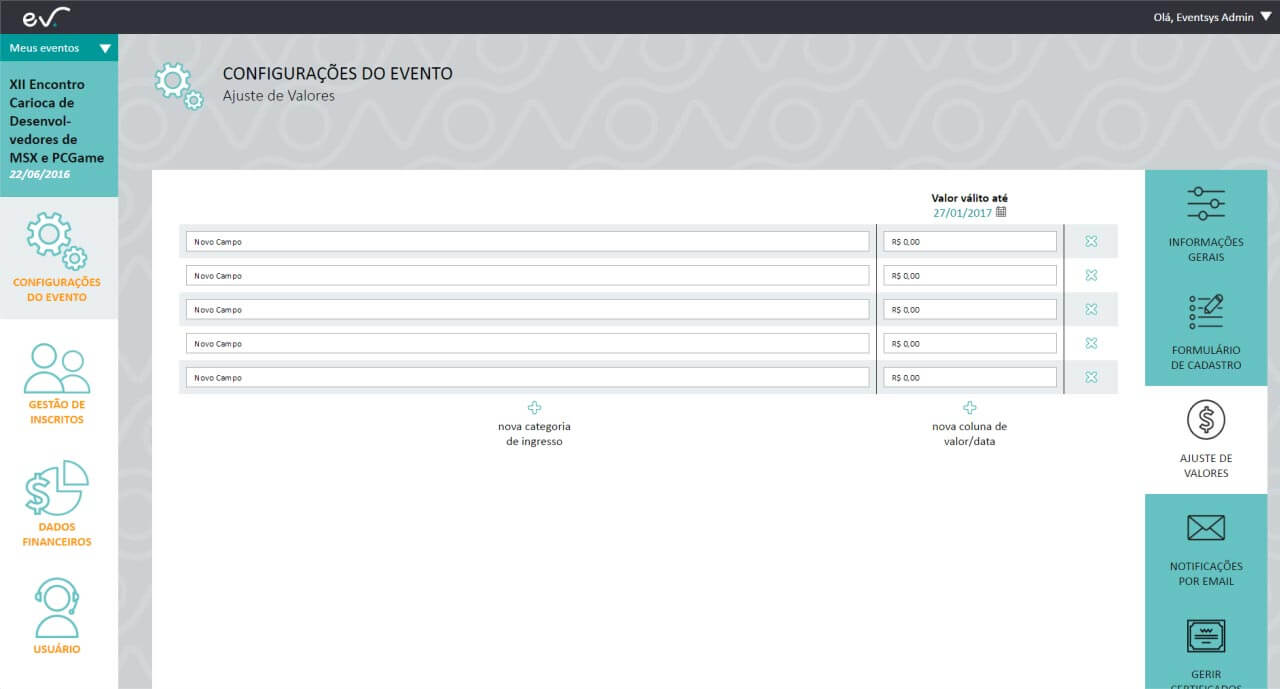 ev.
Olá, Eventsys Admin
Meus eventos
XII Encontro
Carioca de
Desenvol-
vedores de
MSX e PCGame
22/06/2016
CONFIGURAÇÕES
DO EVENTO
GESTÃO DE
INSCRITOS
DADOS
FINANCEIROS
USUÁRIO
CONFIGURAÇÕES DO EVENTO
Ajuste de Valores
Valor válito até
27/01/2017
Novo Campo R$ 0,00
Novo Campo R$ 0,00
Novo Campo R$ 0,00
Novo Campo R$ 0,00
Novo Campo R$ 0,00
nova categoria
de ingresso
nova coluna de
valor/data
INFORMAÇÕES
GERAIS
FORMULÁRIO
DE CADASTRO
AJUSTE DE
VALORES
NOTIFICAÇÕES
POR EMAIL
GERIR
CERTIFICADOS